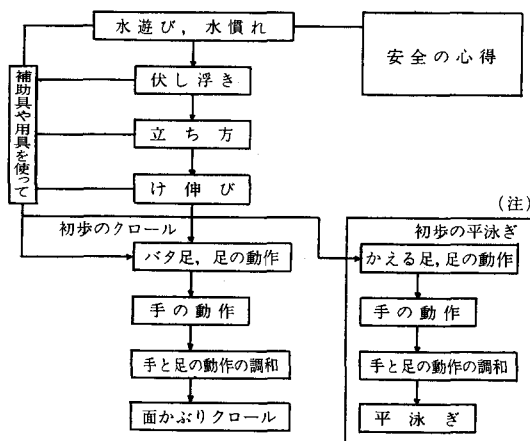 水遊び，水慣れ
安全の心得
補助具や用具を使って
伏し浮き
立ち方
け伸び
(注)
初歩のクロール
初歩の平泳ぎ
バタ足，足の動作
かえる足，足の動作
手の動作
手の動作
手と足の動作の調和
手と足の動作の調和
面かぶりクロール
平泳ぎ